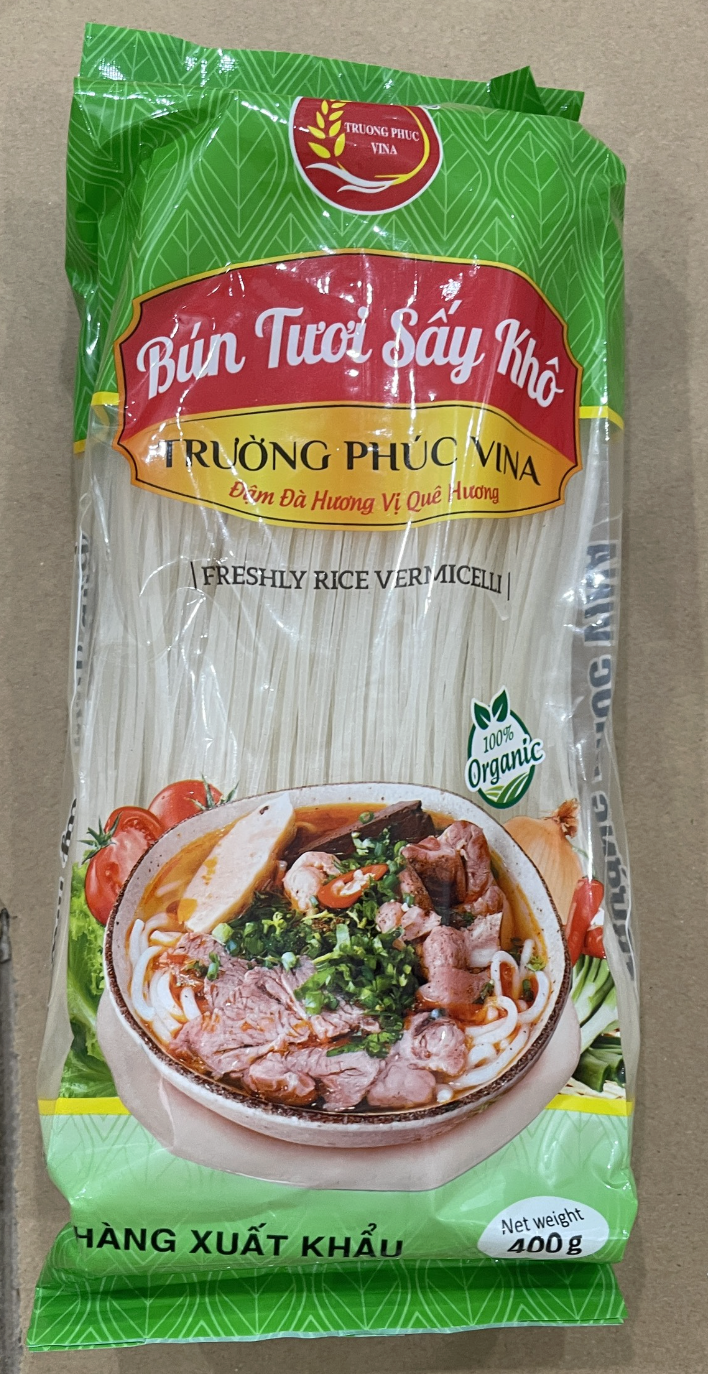 TRUONG PHUC
VINA
Bún Tươi Sấy Khô
TRƯỜNG PHÚC VINA
Đậm Đà Hương Vị Quê Hương
FRESHLY RICE VERMICELLI
100%
Organic
HÀNG XUẤT KHẨU
Net weight
400g